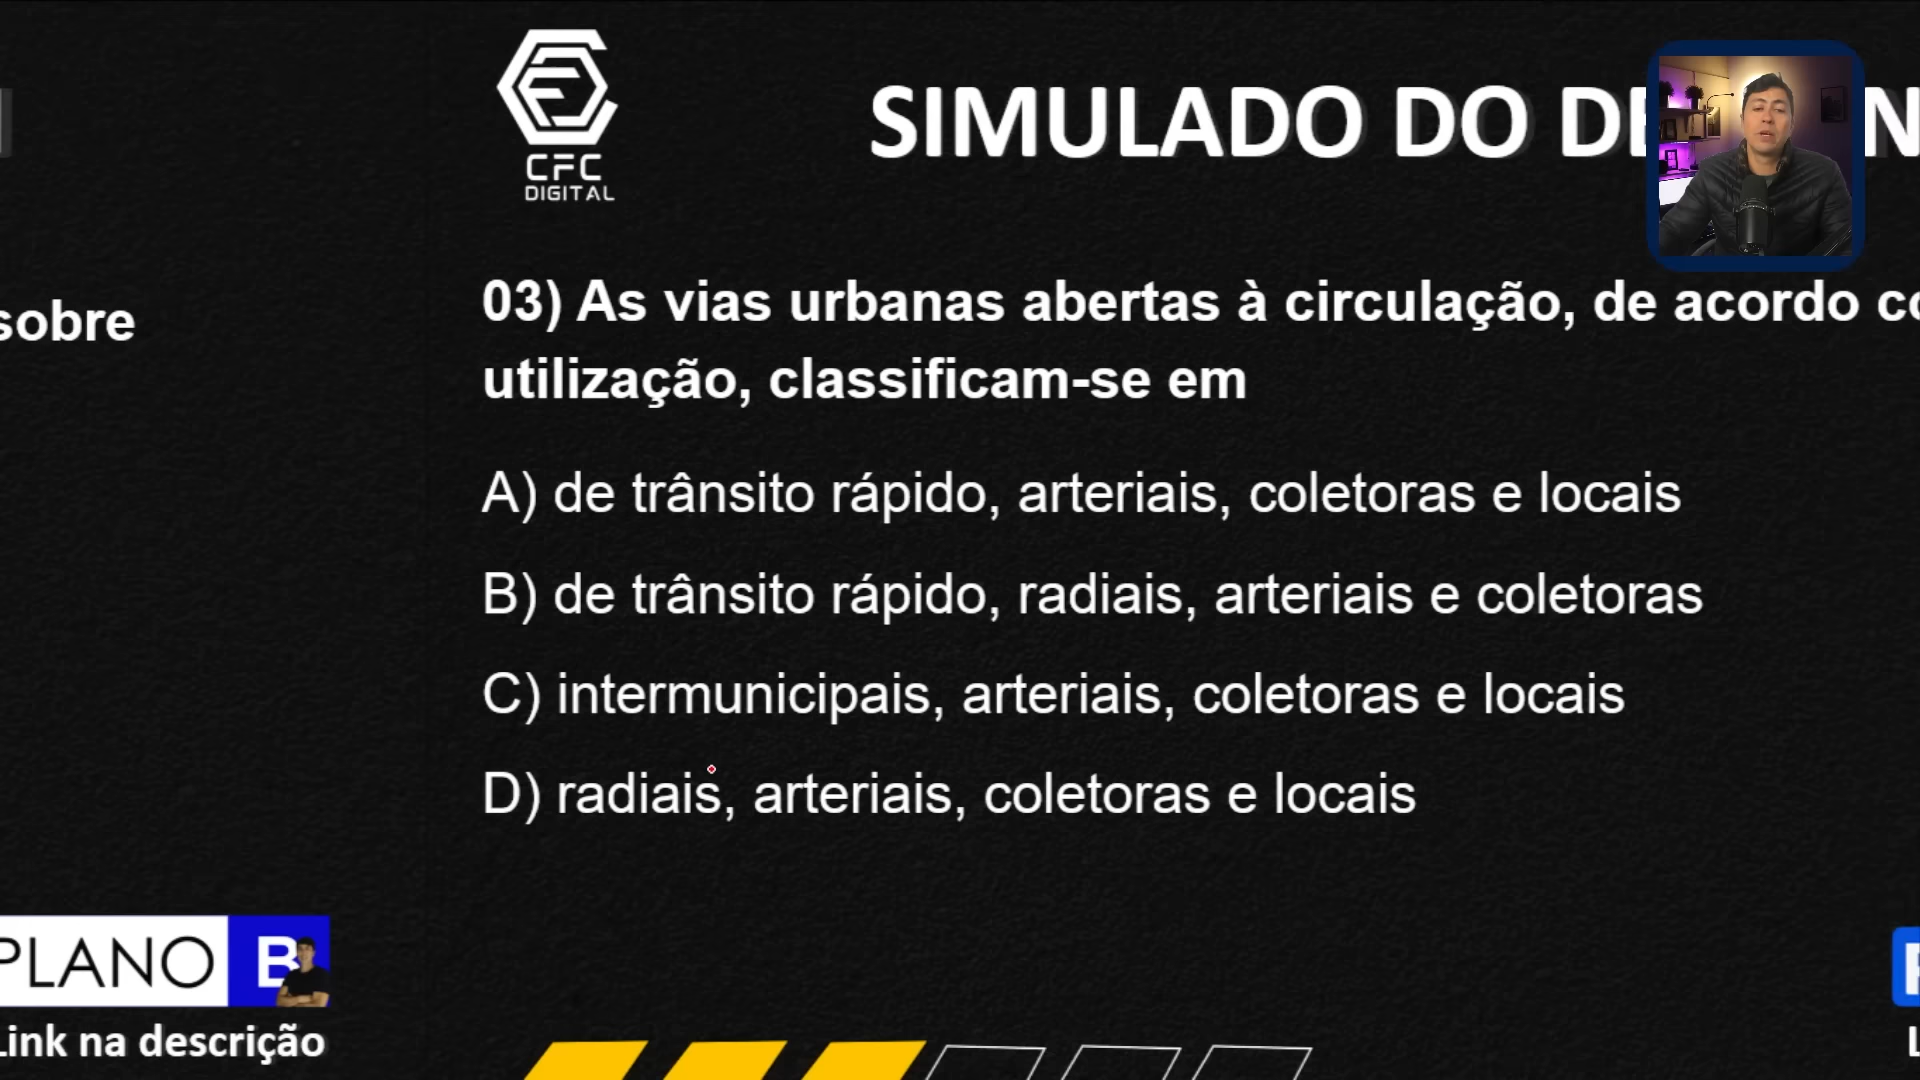 CFC
DIGITAL
SIMULADO DO
sobre
03) As vias urbanas abertas à circulação, de acordo
utilização, classificam-se em
A) de trânsito rápido, arteriais, coletoras e locais
B) de trânsito rápido, radiais, arteriais e coletoras
C) intermunicipais, arteriais, coletoras e locais
D) radiais, arteriais, coletoras e locais
PLANO B
Link na descrição